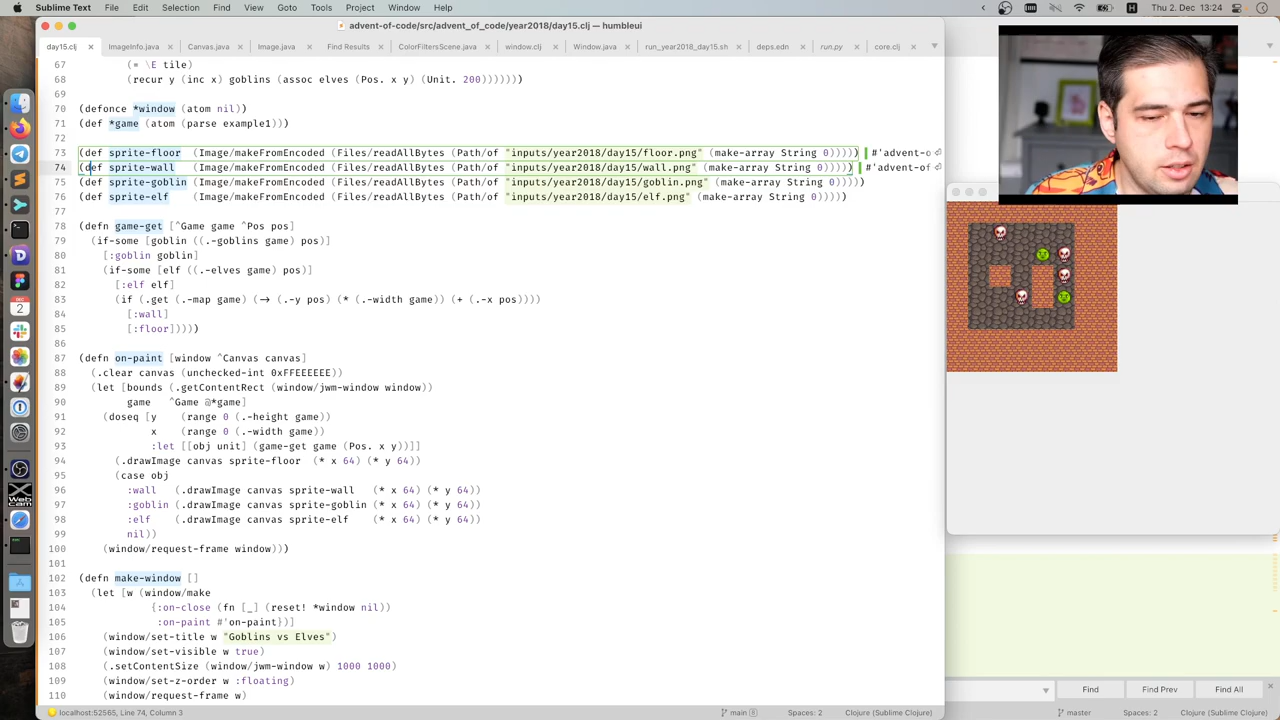 Sublime Text File Edit Selection Find View Goto Tools Project Window Help
Thu, 2 Dec 13:24
advent-of-code/src/advent_of_code/year2018/day15.clj — humbleui
day15.clj ImageInfo.java Canvas.java Image.java Find Results ColorFiltersScene.java window.clj Window.java run_year2018_day15.sh deps.edn run.py core.clj
67 (= \E tile)
68 (recur y (inc x) goblins (assoc elves (Pos. x y) (Unit. 200))))))
69
70 (defonce *window (atom nil))
71 (def *game (atom (parse example1)))
72
73 (def sprite-floor (Image/makeFromEncoded (Files/readAllBytes (Path/of "inputs/year2018/day15/floor.png" (make-array String 0))))) #'advent-o
74 (def sprite-wall (Image/makeFromEncoded (Files/readAllBytes (Path/of "inputs/year2018/day15/wall.png" (make-array String 0))))) #'advent-of
75 (def sprite-goblin (Image/makeFromEncoded (Files/readAllBytes (Path/of "inputs/year2018/day15/goblin.png" (make-array String 0)))))
76 (def sprite-elf (Image/makeFromEncoded (Files/readAllBytes (Path/of "inputs/year2018/day15/elf.png" (make-array String 0)))))
77
78 (defn game-get [^Game game ^Pos pos]
79 (if-some [goblin ((.-goblins game) pos)]
80 [:goblin goblin]
81 (if-some [elf ((.-elves game) pos)]
82 [:elf elf]
83 (if (.get (.-map game) (-> (.-y pos) (* (.-width game)) (+ (.-x pos))))
84 [:wall]
85 [:floor]))))
86
87 (defn on-paint [window ^Canvas canvas]
88 (.clear canvas (unchecked-int 0xFFEEEEEE))
89 (let [bounds (.getContentRect (window/jwm-window window))
90 game ^Game @*game]
91 (doseq [y (range 0 (.-height game))
92 x (range 0 (.-width game))
93 :let [[obj unit] (game-get game (Pos. x y))]]
94 (.drawImage canvas sprite-floor (* x 64) (* y 64))
95 (case obj
96 :wall (.drawImage canvas sprite-wall (* x 64) (* y 64))
97 :goblin (.drawImage canvas sprite-goblin (* x 64) (* y 64))
98 :elf (.drawImage canvas sprite-elf (* x 64) (* y 64))
99 nil))
100 (window/request-frame window)))
101
102 (defn make-window []
103 (let [w (window/make
104 {:on-close (fn [_] (reset! *window nil))
105 :on-paint #'on-paint})]
106 (window/set-title w "Goblins vs Elves")
107 (window/set-visible w true)
108 (.setContentSize (window/jwm-window w) 1000 1000)
109 (window/set-z-order w :floating)
110 (window/request-frame w)
Find Find Prev Find All
localhost:52565, Line 74, Column 3 main 8 Spaces: 2 Clojure (Sublime Clojure) master Spaces: 2 Clojure (Sublime Clojure)